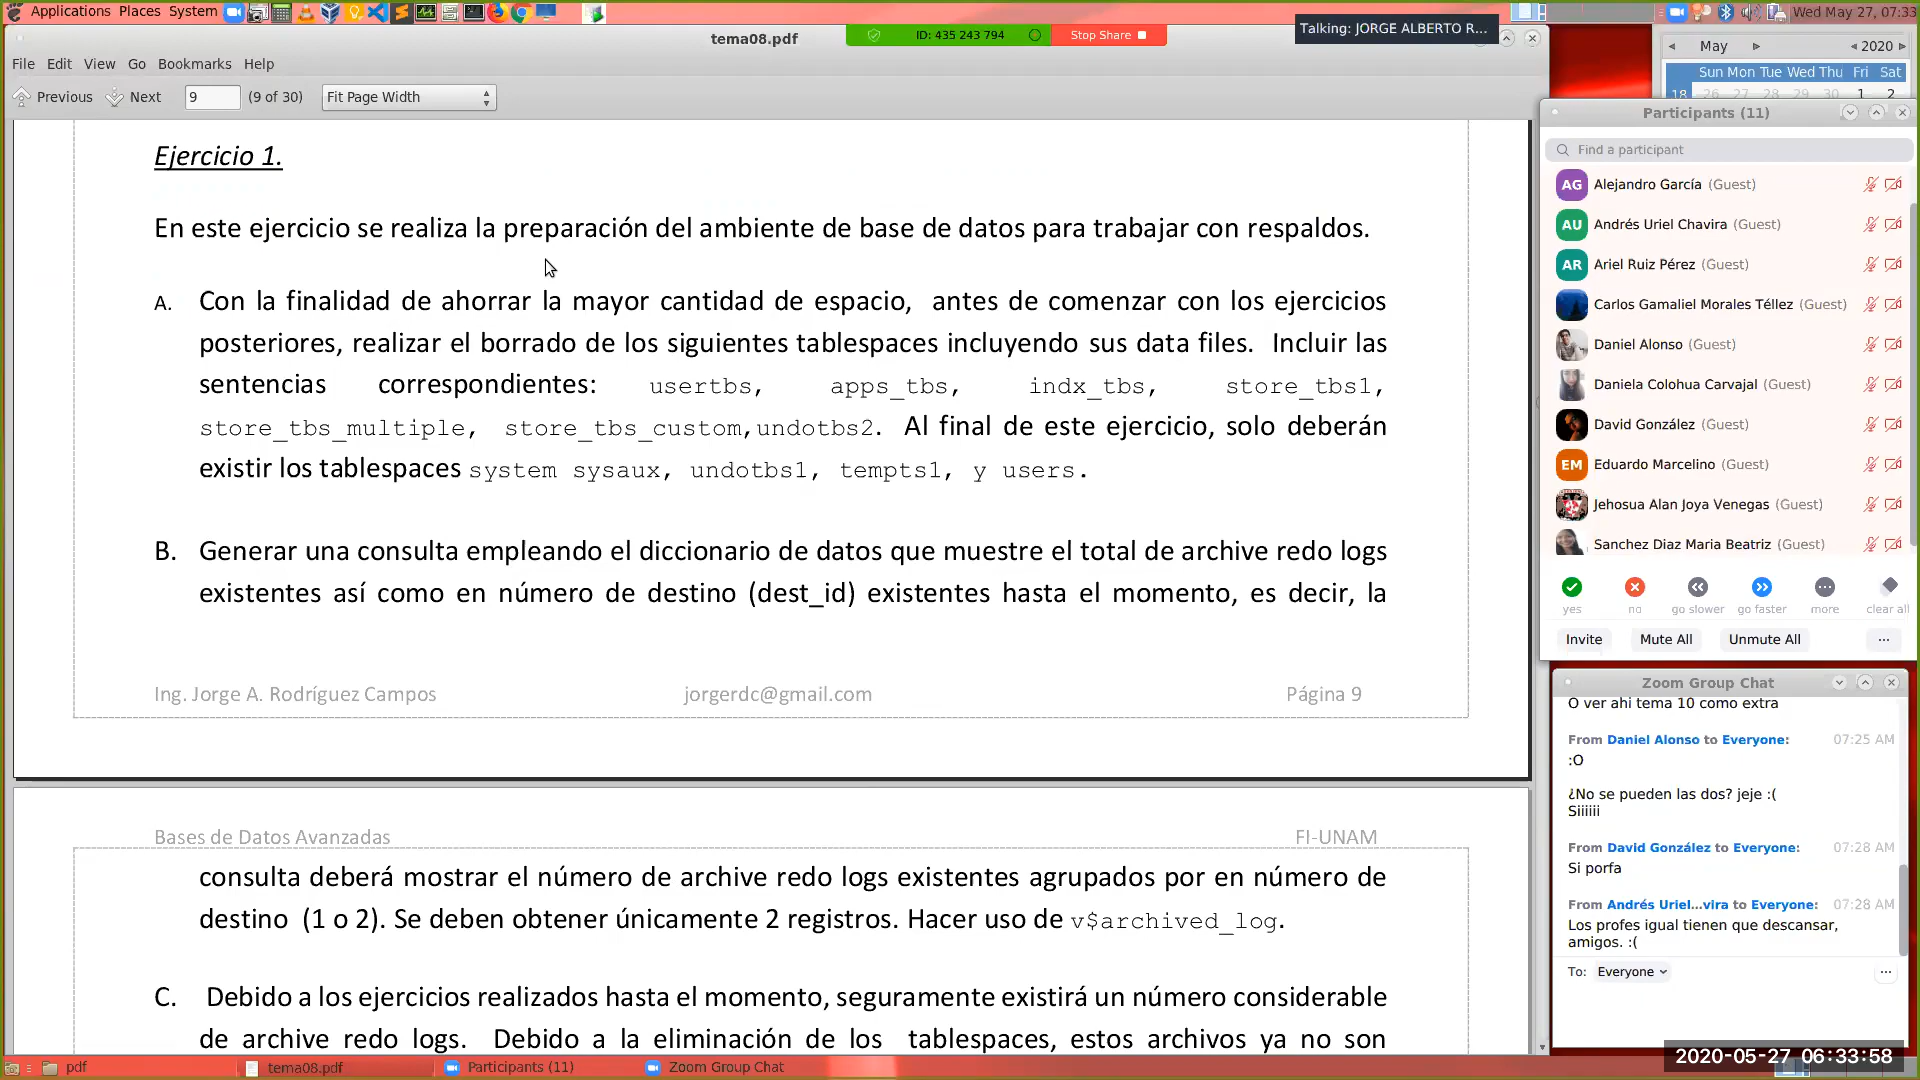 Applications Places System
Wed May 27, 07:33
tema08.pdf
ID: 435 243 794
Stop Share
Talking: JORGE ALBERTO R...
File Edit View Go Bookmarks Help
Previous Next 9 (9 of 30) Fit Page Width
Ejercicio 1.
En este ejercicio se realiza la preparación del ambiente de base de datos para trabajar con respaldos.
A. Con la finalidad de ahorrar la mayor cantidad de espacio, antes de comenzar con los ejercicios
posteriores, realizar el borrado de los siguientes tablespaces incluyendo sus data files. Incluir las
sentencias correspondientes: usertbs, apps_tbs, indx_tbs, store_tbs1,
store_tbs_multiple, store_tbs_custom,undotbs2. Al final de este ejercicio, solo deberán
existir los tablespaces system sysaux, undotbs1, tempts1, y users.
B. Generar una consulta empleando el diccionario de datos que muestre el total de archive redo logs
existentes así como en número de destino (dest_id) existentes hasta el momento, es decir, la
Ing. Jorge A. Rodríguez Campos jorgerdc@gmail.com Página 9
Bases de Datos Avanzadas FI-UNAM
consulta deberá mostrar el número de archive redo logs existentes agrupados por en número de
destino (1 o 2). Se deben obtener únicamente 2 registros. Hacer uso de v$archived_log.
C. Debido a los ejercicios realizados hasta el momento, seguramente existirá un número considerable
de archive redo logs. Debido a la eliminación de los tablespaces, estos archivos ya no son
May 2020
Sun Mon Tue Wed Thu Fri Sat
18 26 27 28 29 30 1 2
Participants (11)
Find a participant
AG Alejandro García (Guest)
AU Andrés Uriel Chavira (Guest)
AR Ariel Ruiz Pérez (Guest)
Carlos Gamaliel Morales Téllez (Guest)
Daniel Alonso (Guest)
Daniela Colohua Carvajal (Guest)
David González (Guest)
EM Eduardo Marcelino (Guest)
Jehosua Alan Joya Venegas (Guest)
Sanchez Diaz Maria Beatriz (Guest)
yes no go slower go faster more clear all
Invite Mute All Unmute All ...
Zoom Group Chat
O ver ahi tema 10 como extra
From Daniel Alonso to Everyone: 07:25 AM
:O
¿No se pueden las dos? jeje :(
Siiiiii
From David González to Everyone: 07:28 AM
Si porfa
From Andrés Uriel...vira to Everyone: 07:28 AM
Los profes igual tienen que descansar,
amigos. :(
To: Everyone ...
pdf tema08.pdf Participants (11) Zoom Group Chat
2020-05-27 06:33:58